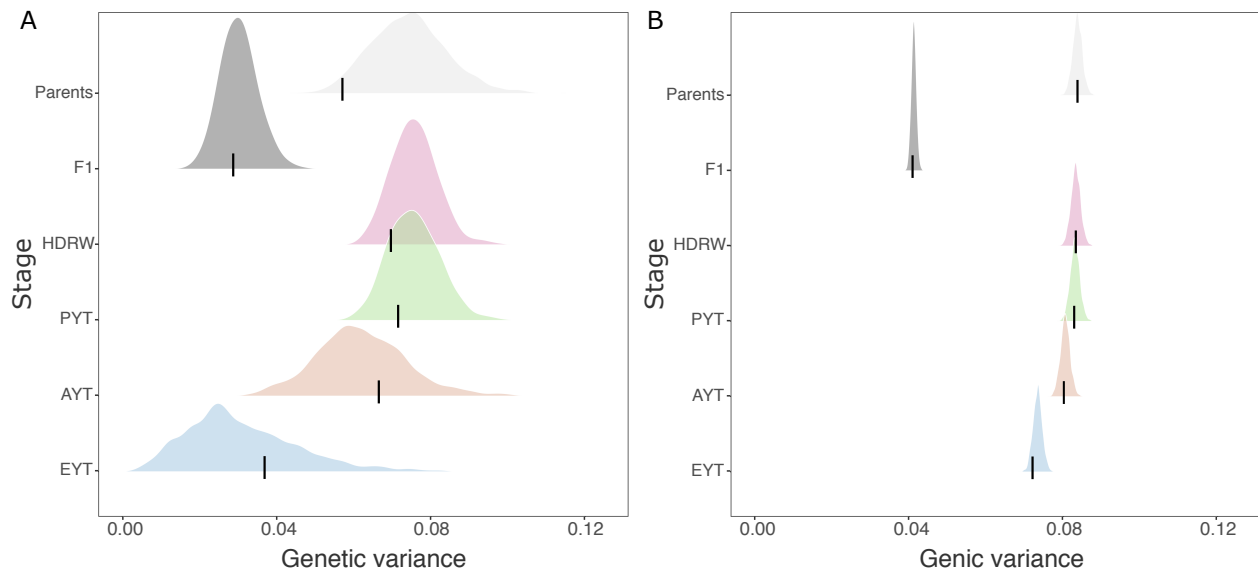 A
Stage
Parents
F1
HDRW
PYT
AYT
EYT
0.00 0.04 0.08 0.12
Genetic variance
B
Stage
Parents
F1
HDRW
PYT
AYT
EYT
0.00 0.04 0.08 0.12
Genic variance